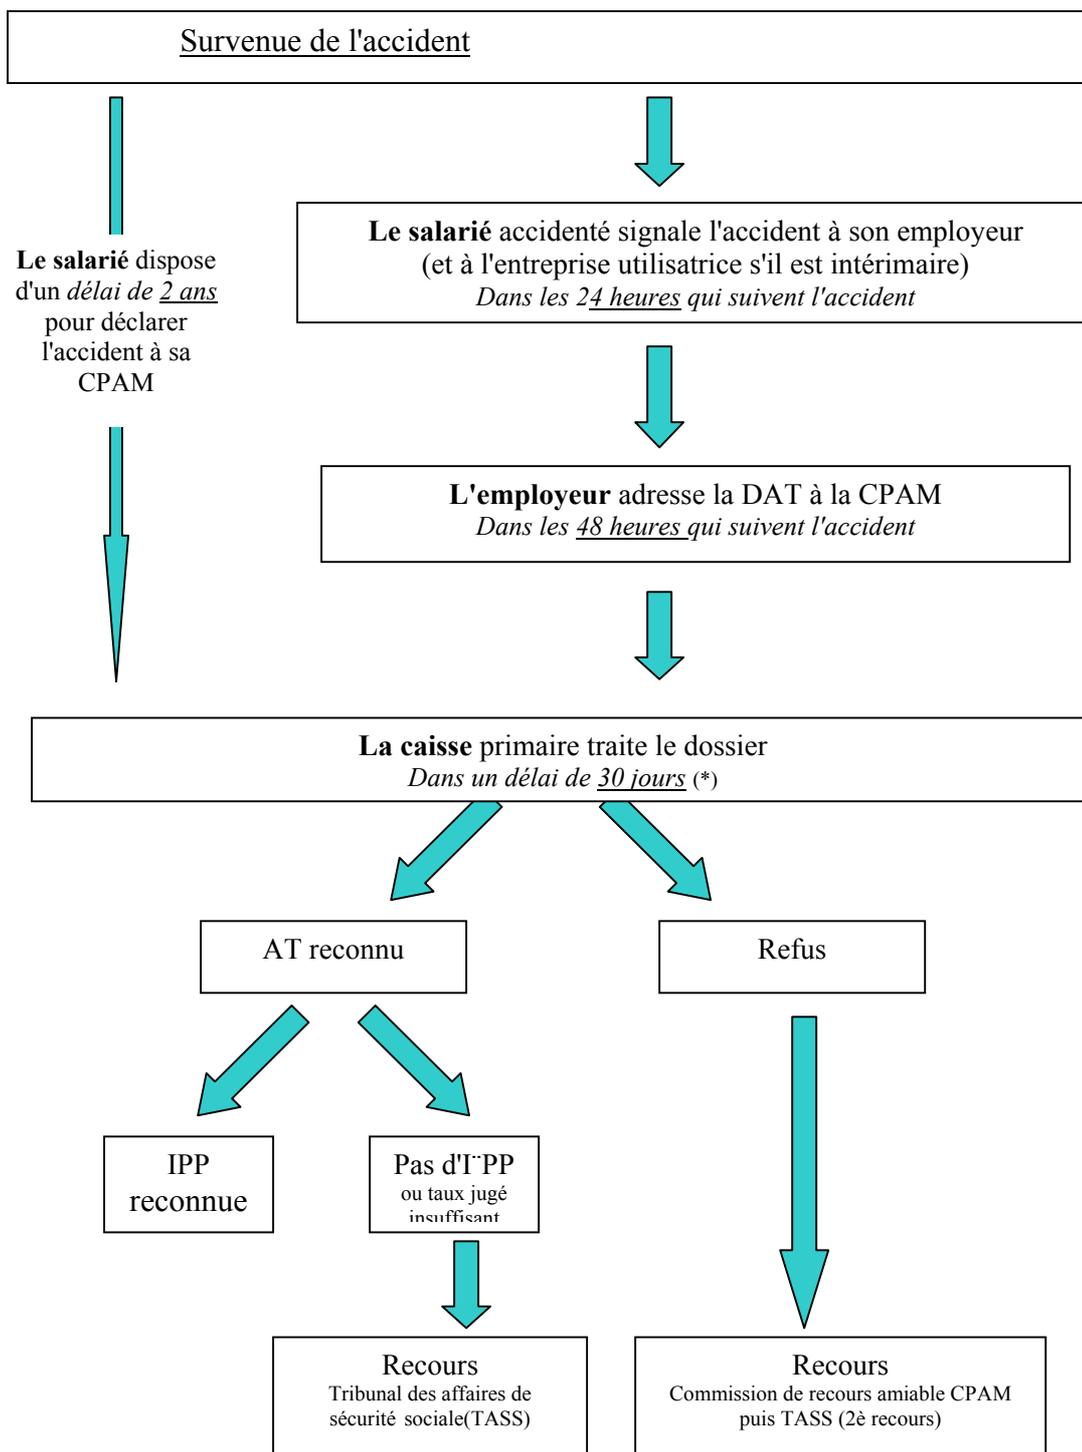 Survenue de l'accident
Le salarié accidenté signale l'accident à son employeur
(et à l'entreprise utilisatrice s'il est intérimaire)
Dans les 24 heures qui suivent l'accident
Le salarié dispose
d'un délai de 2 ans
pour déclarer
l'accident à sa
CPAM
L'employeur adresse la DAT à la CPAM
Dans les 48 heures qui suivent l'accident
La caisse primaire traite le dossier
Dans un délai de 30 jours (*)
AT reconnu
Refus
IPP
reconnue
Pas d'I¨PP
ou taux jugé
insuffisant
Recours
Tribunal des affaires de
sécurité sociale(TASS)
Recours
Commission de recours amiable CPAM
puis TASS (2è recours)